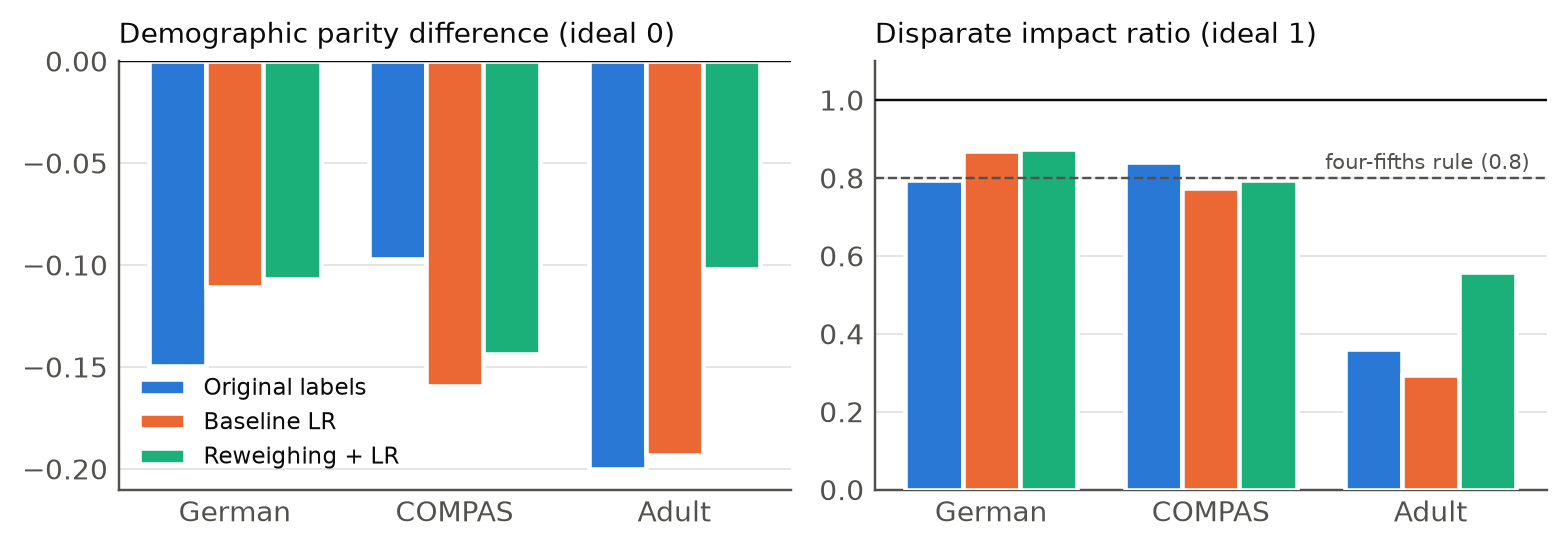 Demographic parity difference (ideal 0)
0.00
−0.05
−0.10
−0.15
−0.20
Original labels
Baseline LR
Reweighing + LR
German
COMPAS
Adult
Disparate impact ratio (ideal 1)
1.0
0.8
0.6
0.4
0.2
0.0
four-fifths rule (0.8)
German
COMPAS
Adult